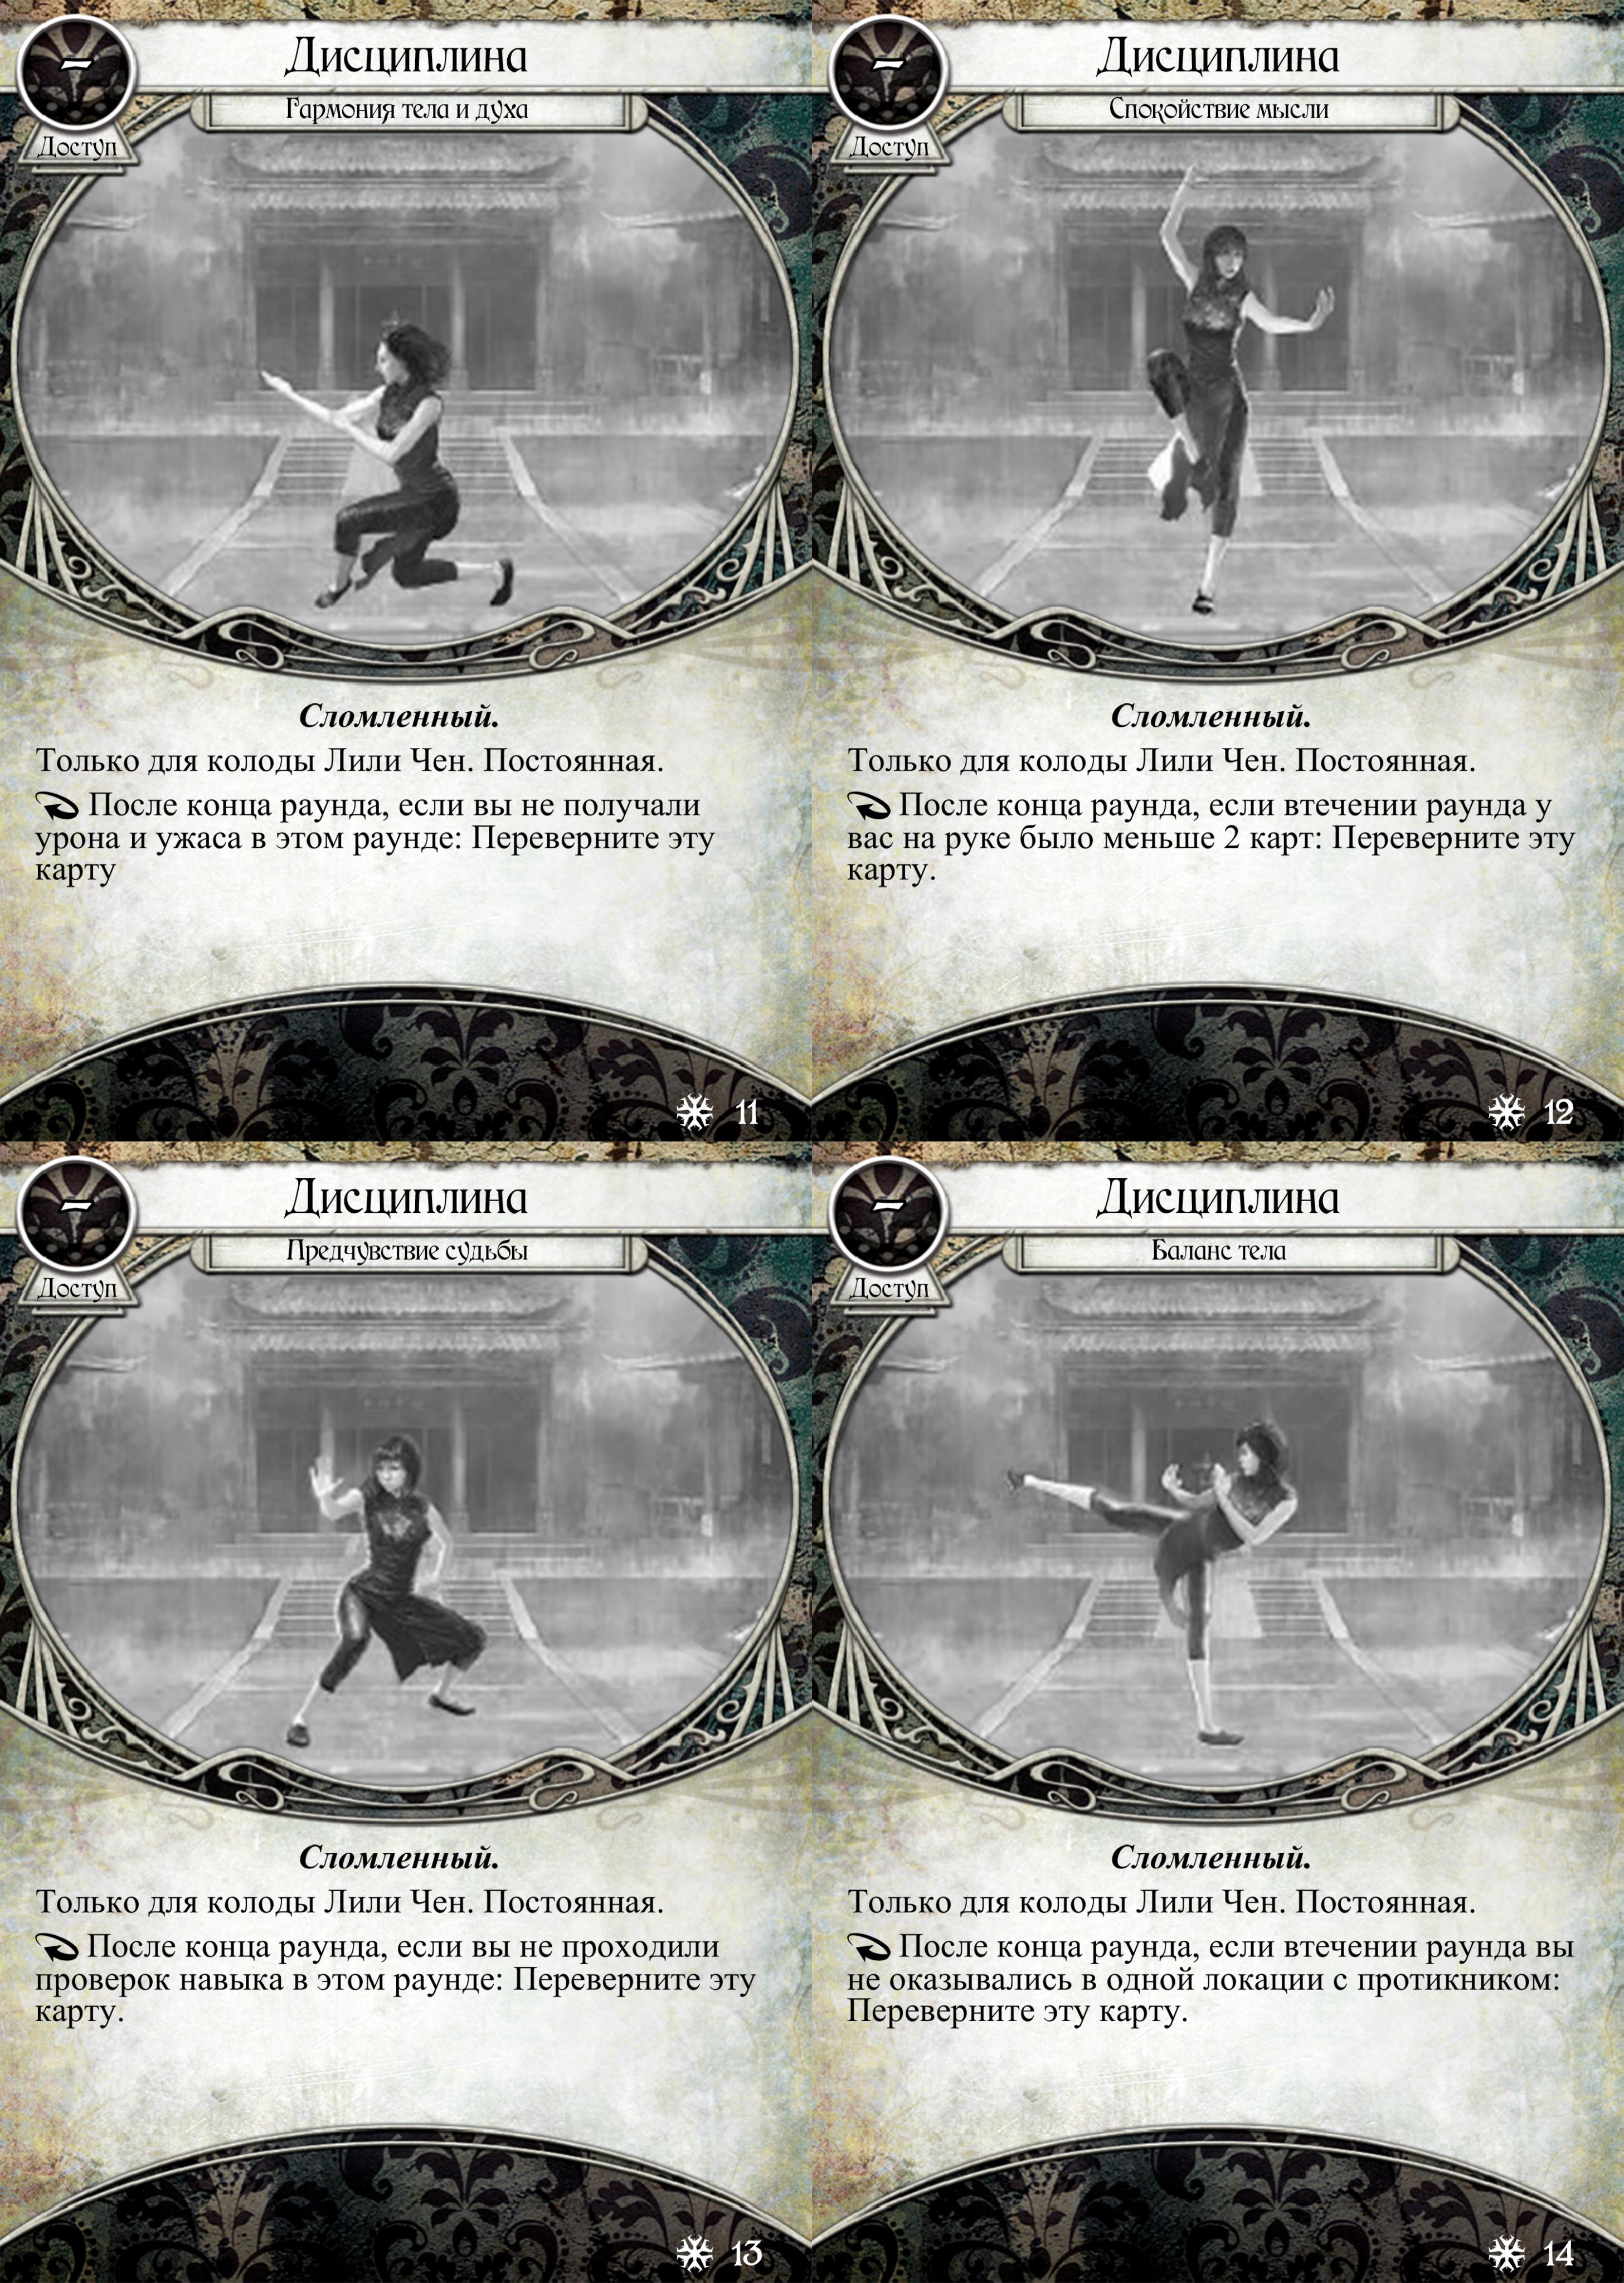 –
Дисциплина
Гармония тела и духа
Доступ
Сломленный.
Только для колоды Лили Чен. Постоянная.
После конца раунда, если вы не получали
урона и ужаса в этом раунде: Переверните эту
карту
11
–
Дисциплина
Спокойствие мысли
Доступ
Сломленный.
Только для колоды Лили Чен. Постоянная.
После конца раунда, если втечении раунда у
вас на руке было меньше 2 карт: Переверните эту
карту.
12
–
Дисциплина
Предчувствие судьбы
Доступ
Сломленный.
Только для колоды Лили Чен. Постоянная.
После конца раунда, если вы не проходили
проверок навыка в этом раунде: Переверните эту
карту.
13
–
Дисциплина
Баланс тела
Доступ
Сломленный.
Только для колоды Лили Чен. Постоянная.
После конца раунда, если втечении раунда вы
не оказывались в одной локации с протикником:
Переверните эту карту.
14